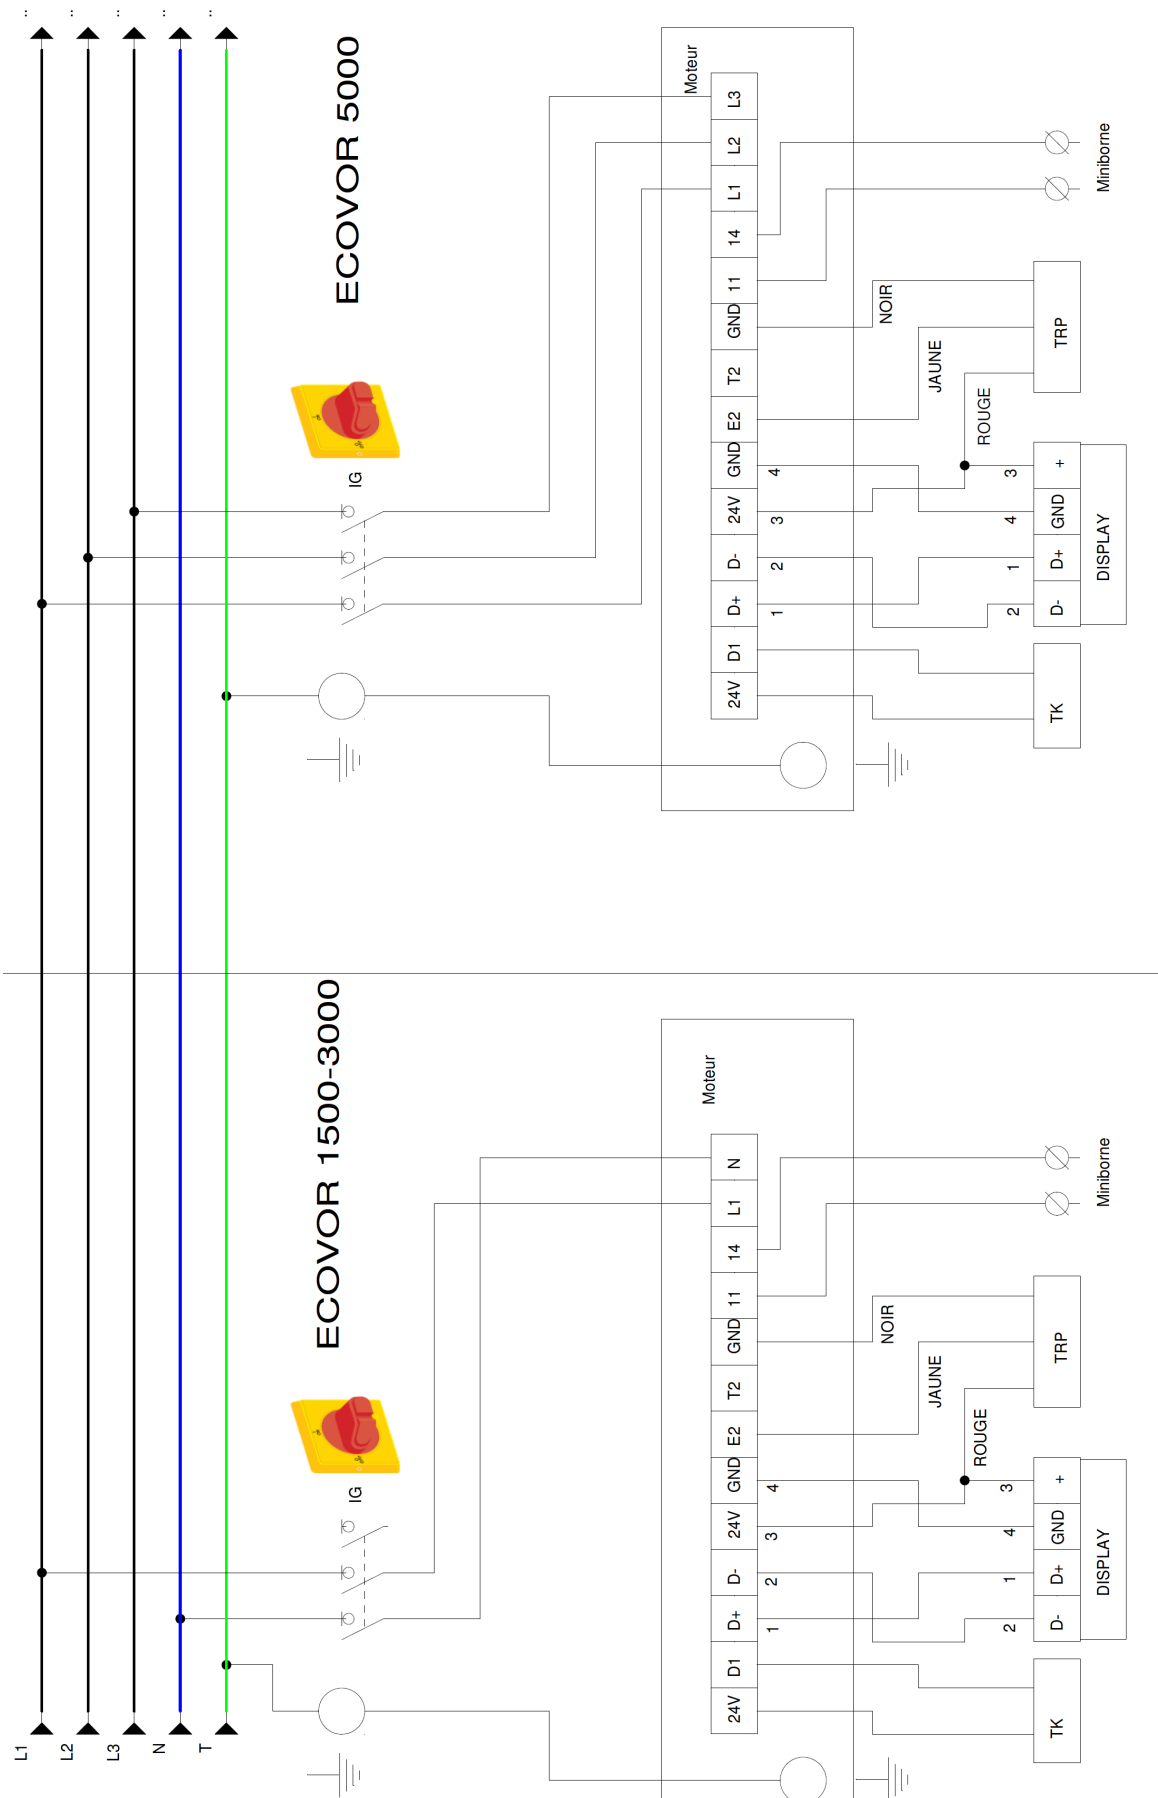 L1
L2
L3
N
T
ECOVOR 1500-3000
IG
Moteur
24V
D1
D+
D-
24V
GND
E2
T2
GND
11
14
L1
N
1
2
3
4
TK
2
1
4
3
D-
D+
GND
+
DISPLAY
ROUGE
JAUNE
NOIR
TRP
Miniborne
ECOVOR 5000
IG
Moteur
24V
D1
D+
D-
24V
GND
E2
T2
GND
11
14
L1
L2
L3
1
2
3
4
TK
2
1
4
3
D-
D+
GND
+
DISPLAY
ROUGE
JAUNE
NOIR
TRP
Miniborne
..
..
..
..
..